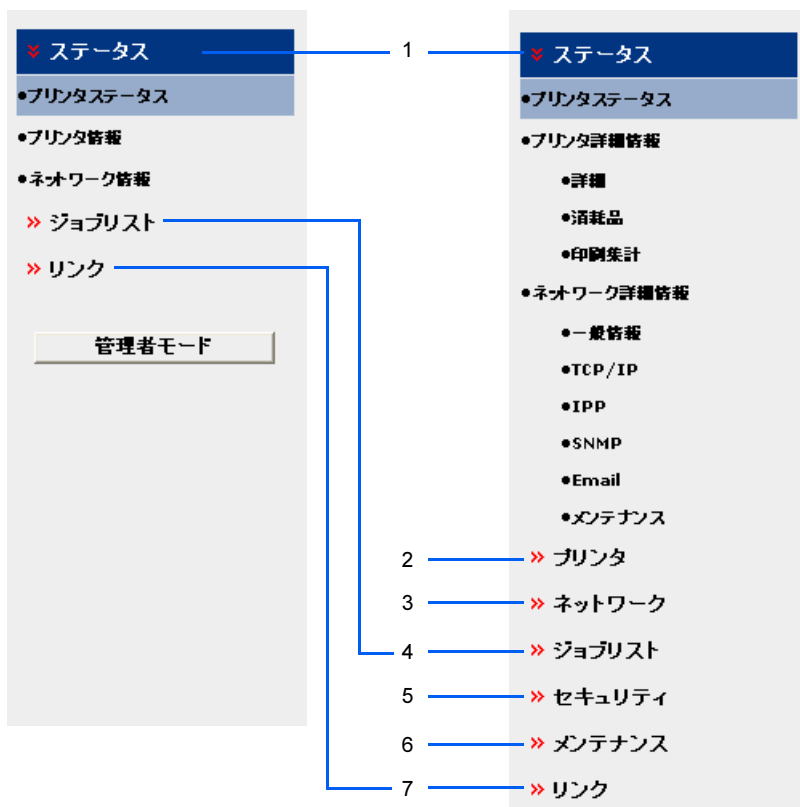 ステータス
•プリンタステータス
•プリンタ情報
•ネットワーク情報
» ジョブリスト
» リンク
管理者モード
1
2
3
4
5
6
7
ステータス
•プリンタステータス
•プリンタ詳細情報
•詳細
•消耗品
•印刷集計
•ネットワーク詳細情報
•一般情報
•TCP/IP
•IPP
•SNMP
•Email
•メンテナンス
» プリンタ
» ネットワーク
» ジョブリスト
» セキュリティ
» メンテナンス
» リンク